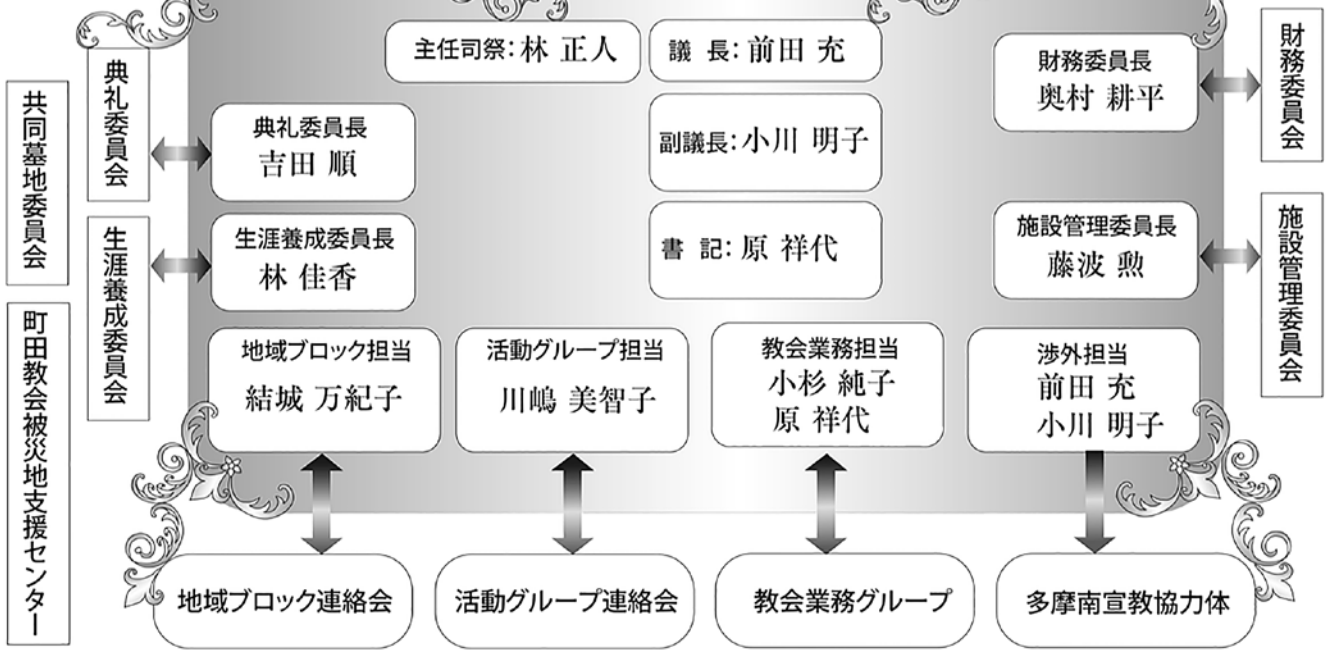 主任司祭：林 正人
議 長：前田 充
副議長：小川 明子
書 記：原 祥代
財務委員長
奥村 耕平
財務委員会
典礼委員会
典礼委員長
吉田 順
共同墓地委員会
生涯養成委員会
生涯養成委員長
林 佳香
施設管理委員長
藤波 勲
施設管理委員会
町田教会被災地支援センター
地域ブロック担当
結城 万紀子
活動グループ担当
川嶋 美智子
教会業務担当
小杉 純子
原 祥代
渉外担当
前田 充
小川 明子
地域ブロック連絡会
活動グループ連絡会
教会業務グループ
多摩南宣教協力体